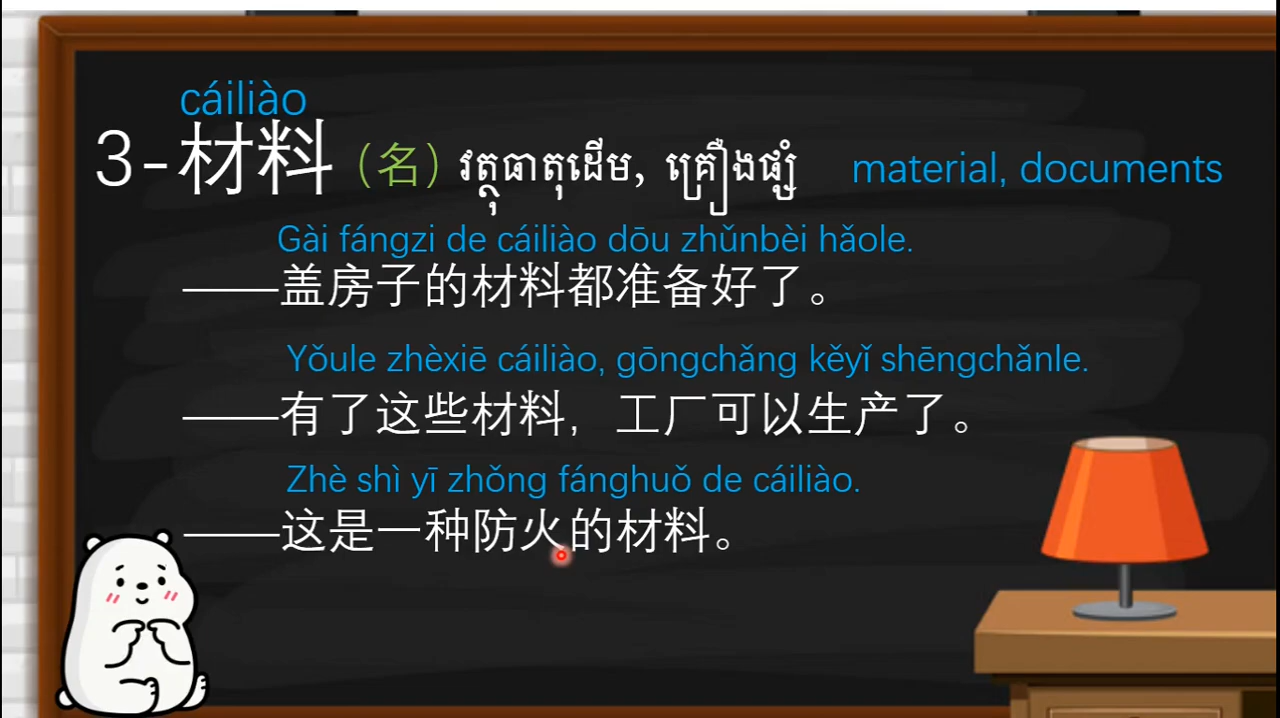 cáiliào
3-材料（名）វត្ថុធាតុដើម, គ្រឿងផ្សំ material, documents
Gài fángzi de cáiliào dōu zhǔnbèi hǎole.
——盖房子的材料都准备好了。
Yǒule zhèxiē cáiliào, gōngchǎng kěyǐ shēngchǎnle.
——有了这些材料，工厂可以生产了。
Zhè shì yī zhǒng fánghuǒ de cáiliào.
——这是一种防火的材料。